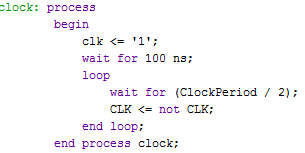 clock: process
begin
clk <= '1';
wait for 100 ns;
loop
wait for (ClockPeriod / 2);
CLK <= not CLK;
end loop;
end process clock;